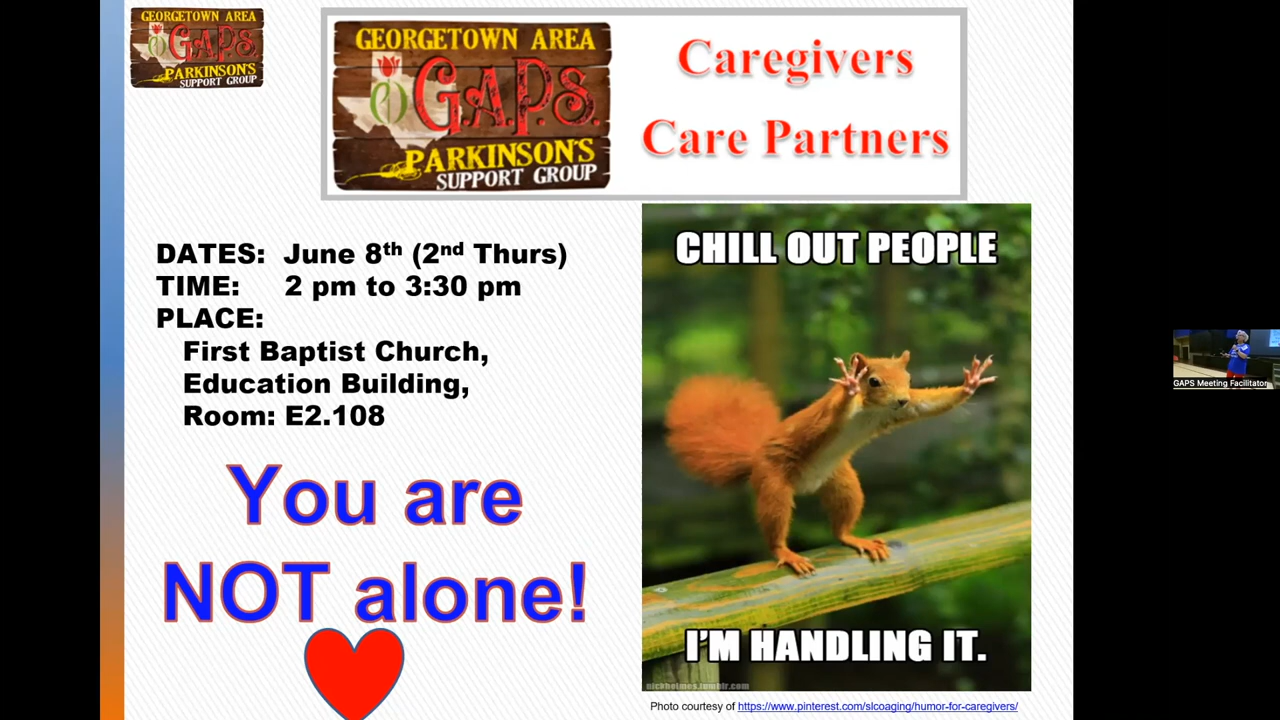 GEORGETOWN AREA
G.A.P.S.
PARKINSON'S
SUPPORT GROUP
GEORGETOWN AREA
G.A.P.S.
PARKINSON'S
SUPPORT GROUP
Caregivers
Care Partners
DATES: June 8th (2nd Thurs)
TIME: 2 pm to 3:30 pm
PLACE:
First Baptist Church,
Education Building,
Room: E2.108
You are
NOT alone!
CHILL OUT PEOPLE
I'M HANDLING IT.
nickholmes.tumblr.com
Photo courtesy of https://www.pinterest.com/slcoaging/humor-for-caregivers/
GAPS Meeting Facilitator